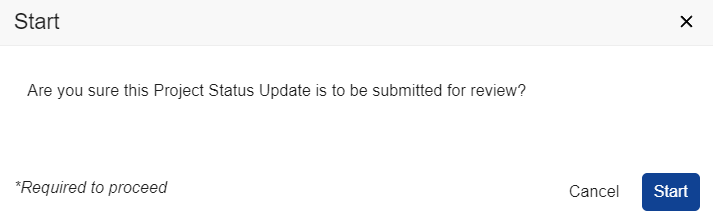 Start
Are you sure this Project Status Update is to be submitted for review?
*Required to proceed
Cancel
Start